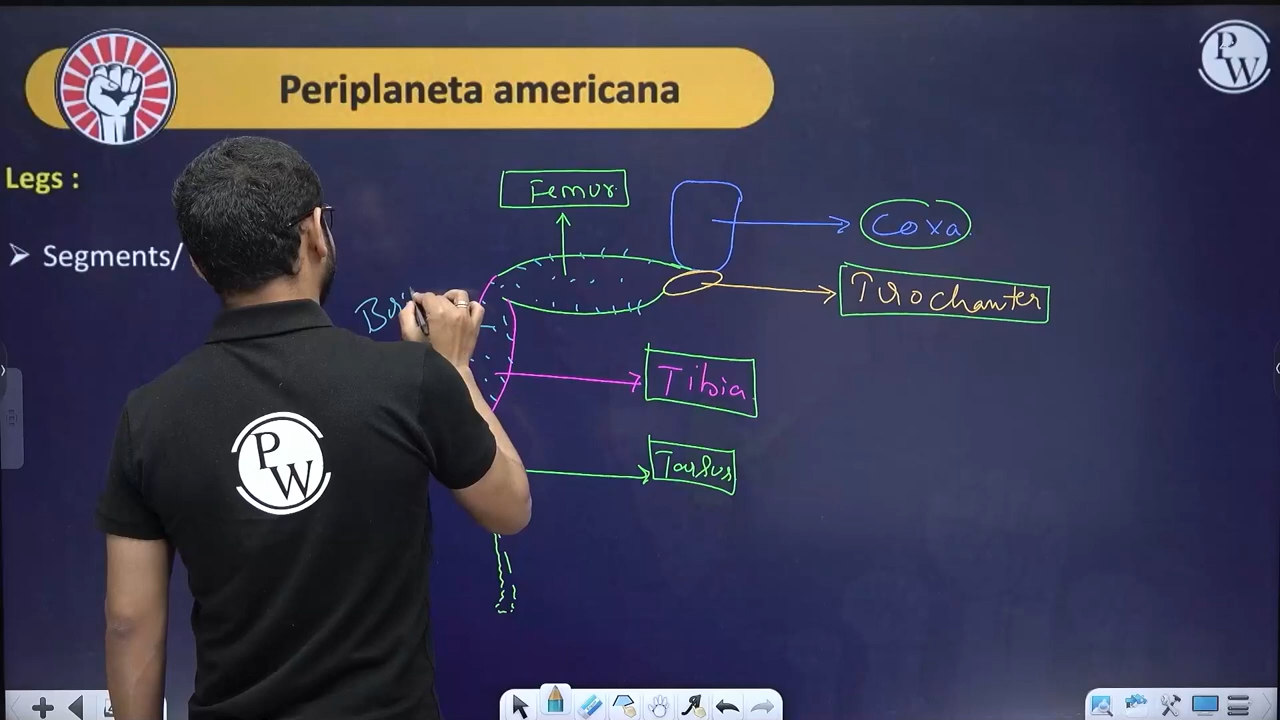 Periplaneta americana
PW
Legs :
Femur
Coxa
➤ Segments/
Trochanter
Tibia
Tarsus
PW